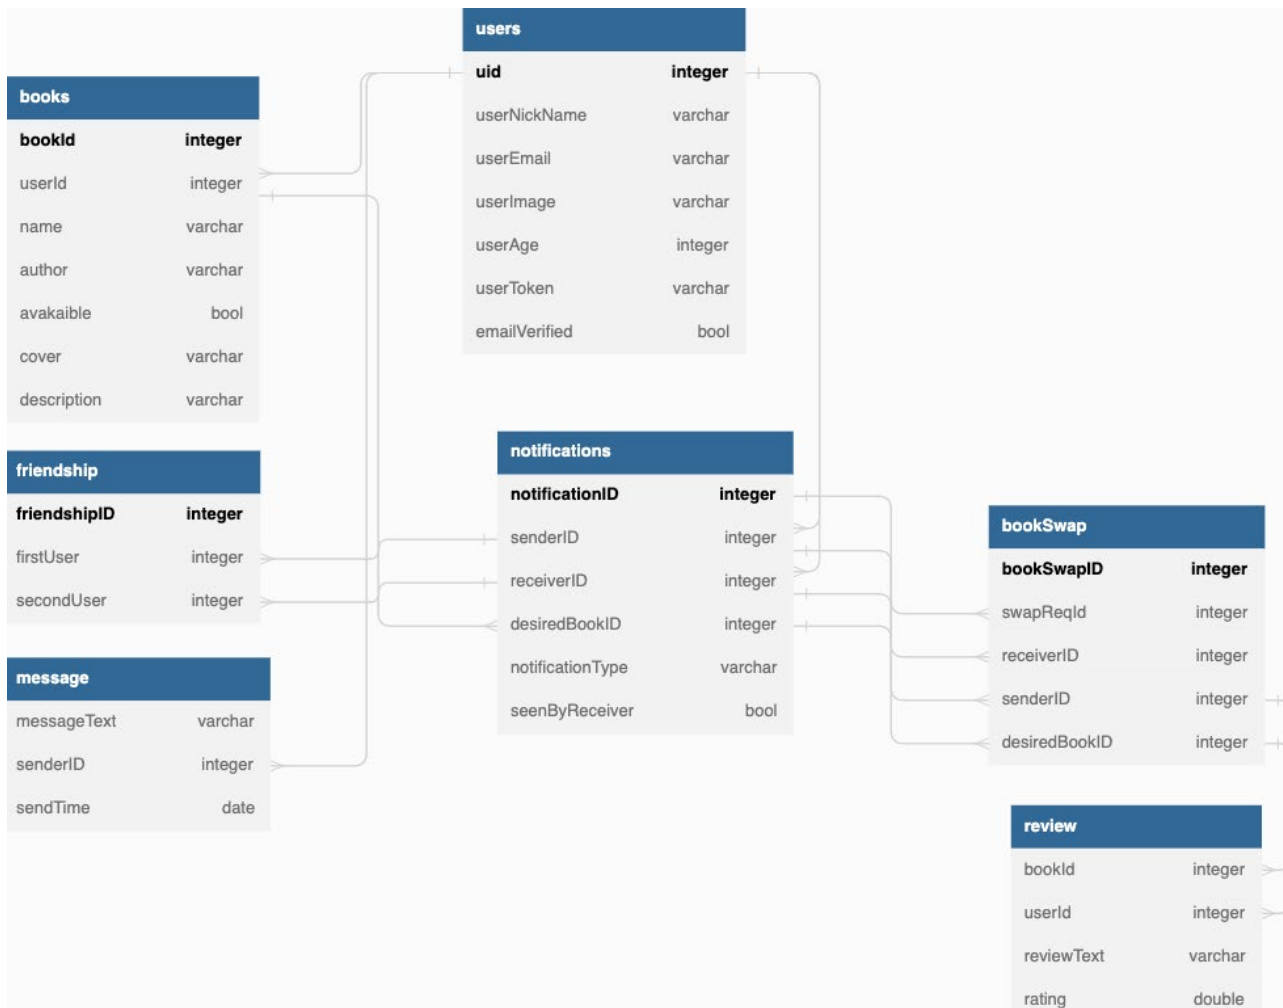 users
uid integer
userNickName varchar
userEmail varchar
userImage varchar
userAge integer
userToken varchar
emailVerified bool
books
bookId integer
userId integer
name varchar
author varchar
avakaible bool
cover varchar
description varchar
friendship
friendshipID integer
firstUser integer
secondUser integer
message
messageText varchar
senderID integer
sendTime date
notifications
notificationID integer
senderID integer
receiverID integer
desiredBookID integer
notificationType varchar
seenByReceiver bool
bookSwap
bookSwapID integer
swapReqId integer
receiverID integer
senderID integer
desiredBookID integer
review
bookId integer
userId integer
reviewText varchar
rating double